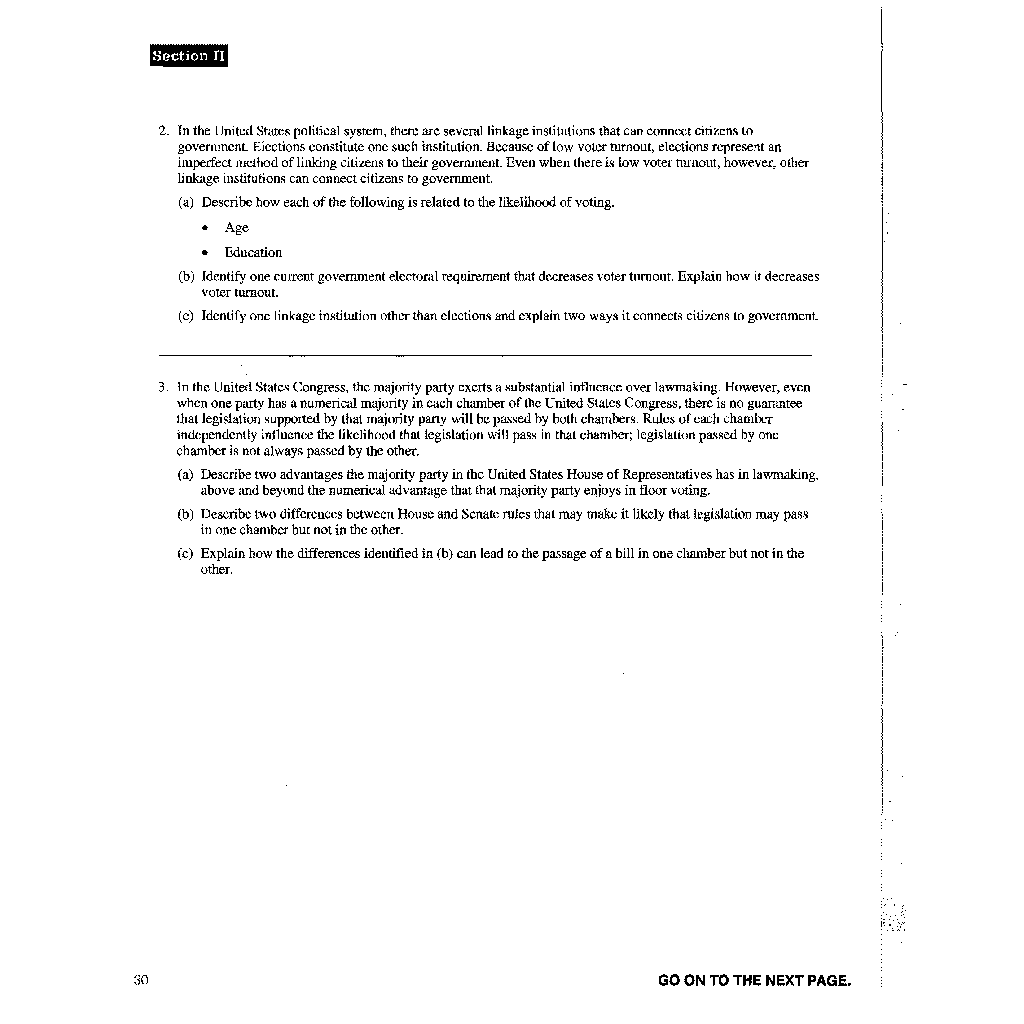 Section II
2. In the United States political system, there are several linkage institutions that can connect citizens to
government. Elections constitute one such institution. Because of low voter turnout, elections represent an
imperfect method of linking citizens to their government. Even when there is low voter turnout, however, other
linkage institutions can connect citizens to government.
(a) Describe how each of the following is related to the likelihood of voting.
• Age
• Education
(b) Identify one current government electoral requirement that decreases voter turnout. Explain how it decreases
voter turnout.
(c) Identify one linkage institution other than elections and explain two ways it connects citizens to government.
3. In the United States Congress, the majority party exerts a substantial influence over lawmaking. However, even
when one party has a numerical majority in each chamber of the United States Congress, there is no guarantee
that legislation supported by that majority party will be passed by both chambers. Rules of each chamber
independently influence the likelihood that legislation will pass in that chamber; legislation passed by one
chamber is not always passed by the other.
(a) Describe two advantages the majority party in the United States House of Representatives has in lawmaking,
above and beyond the numerical advantage that that majority party enjoys in floor voting.
(b) Describe two differences between House and Senate rules that may make it likely that legislation may pass
in one chamber but not in the other.
(c) Explain how the differences identified in (b) can lead to the passage of a bill in one chamber but not in the
other.
30
GO ON TO THE NEXT PAGE.